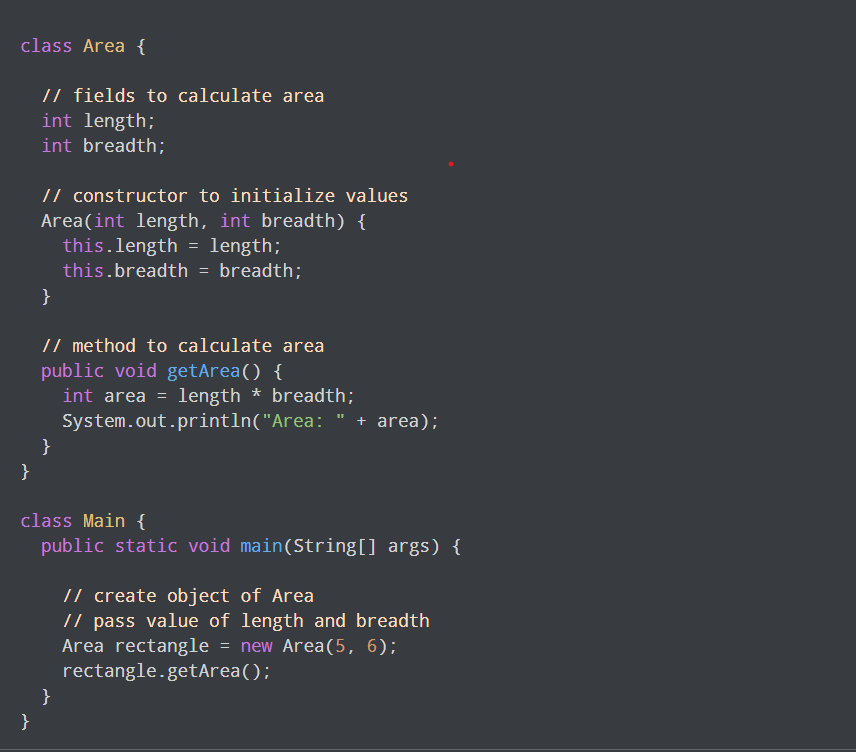 class Area {

  // fields to calculate area
  int length;
  int breadth;

  // constructor to initialize values
  Area(int length, int breadth) {
    this.length = length;
    this.breadth = breadth;
  }

  // method to calculate area
  public void getArea() {
    int area = length * breadth;
    System.out.println("Area: " + area);
  }
}

class Main {
  public static void main(String[] args) {

    // create object of Area
    // pass value of length and breadth
    Area rectangle = new Area(5, 6);
    rectangle.getArea();
  }
}